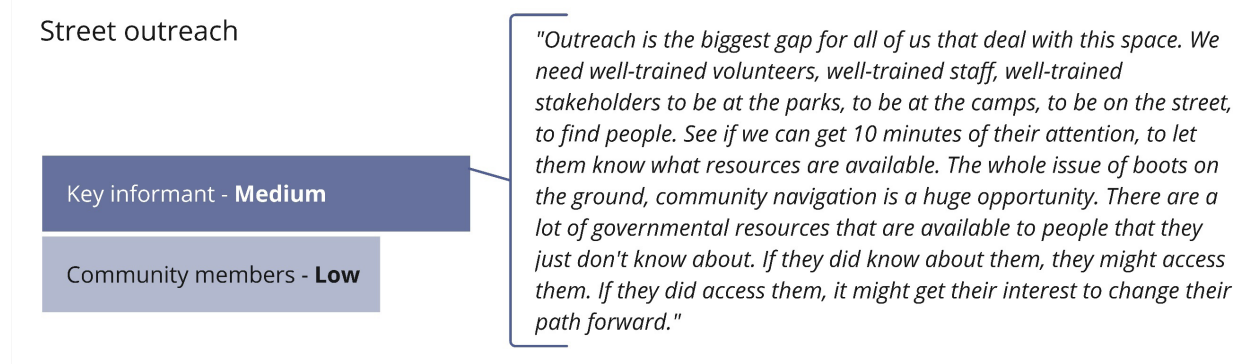 Street outreach
Key informant - Medium
Community members - Low
"Outreach is the biggest gap for all of us that deal with this space. We
need well-trained volunteers, well-trained staff, well-trained
stakeholders to be at the parks, to be at the camps, to be on the street,
to find people. See if we can get 10 minutes of their attention, to let
them know what resources are available. The whole issue of boots on
the ground, community navigation is a huge opportunity. There are a
lot of governmental resources that are available to people that they
just don't know about. If they did know about them, they might access
them. If they did access them, it might get their interest to change their
path forward."